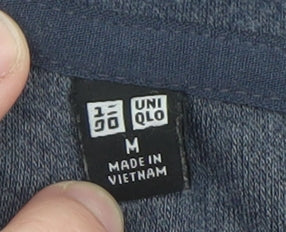 ユニ UNI
クロ QLO
M
MADE IN
VIETNAM